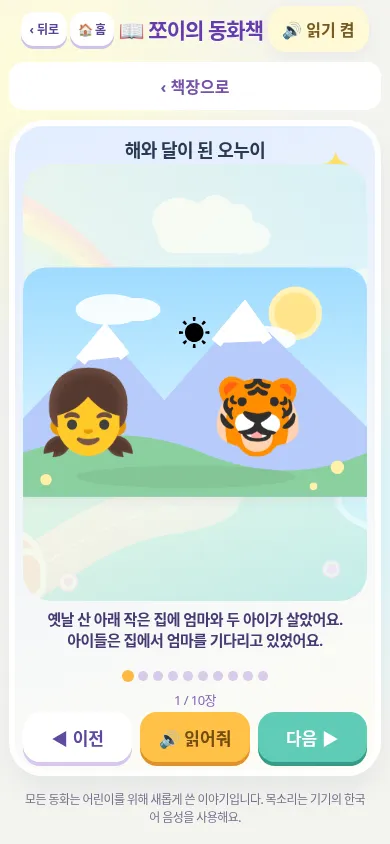 ‹ 뒤로
🏠 홈
📖 쪼이의 동화책
🔊 읽기 켬
‹ 책장으로
해와 달이 된 오누이
옛날 산 아래 작은 집에 엄마와 두 아이가 살았어요.
아이들은 집에서 엄마를 기다리고 있었어요.
1 / 10장
◀ 이전
🔊 읽어줘
다음 ▶
모든 동화는 어린이를 위해 새롭게 쓴 이야기입니다. 목소리는 기기의 한국
어 음성을 사용해요.